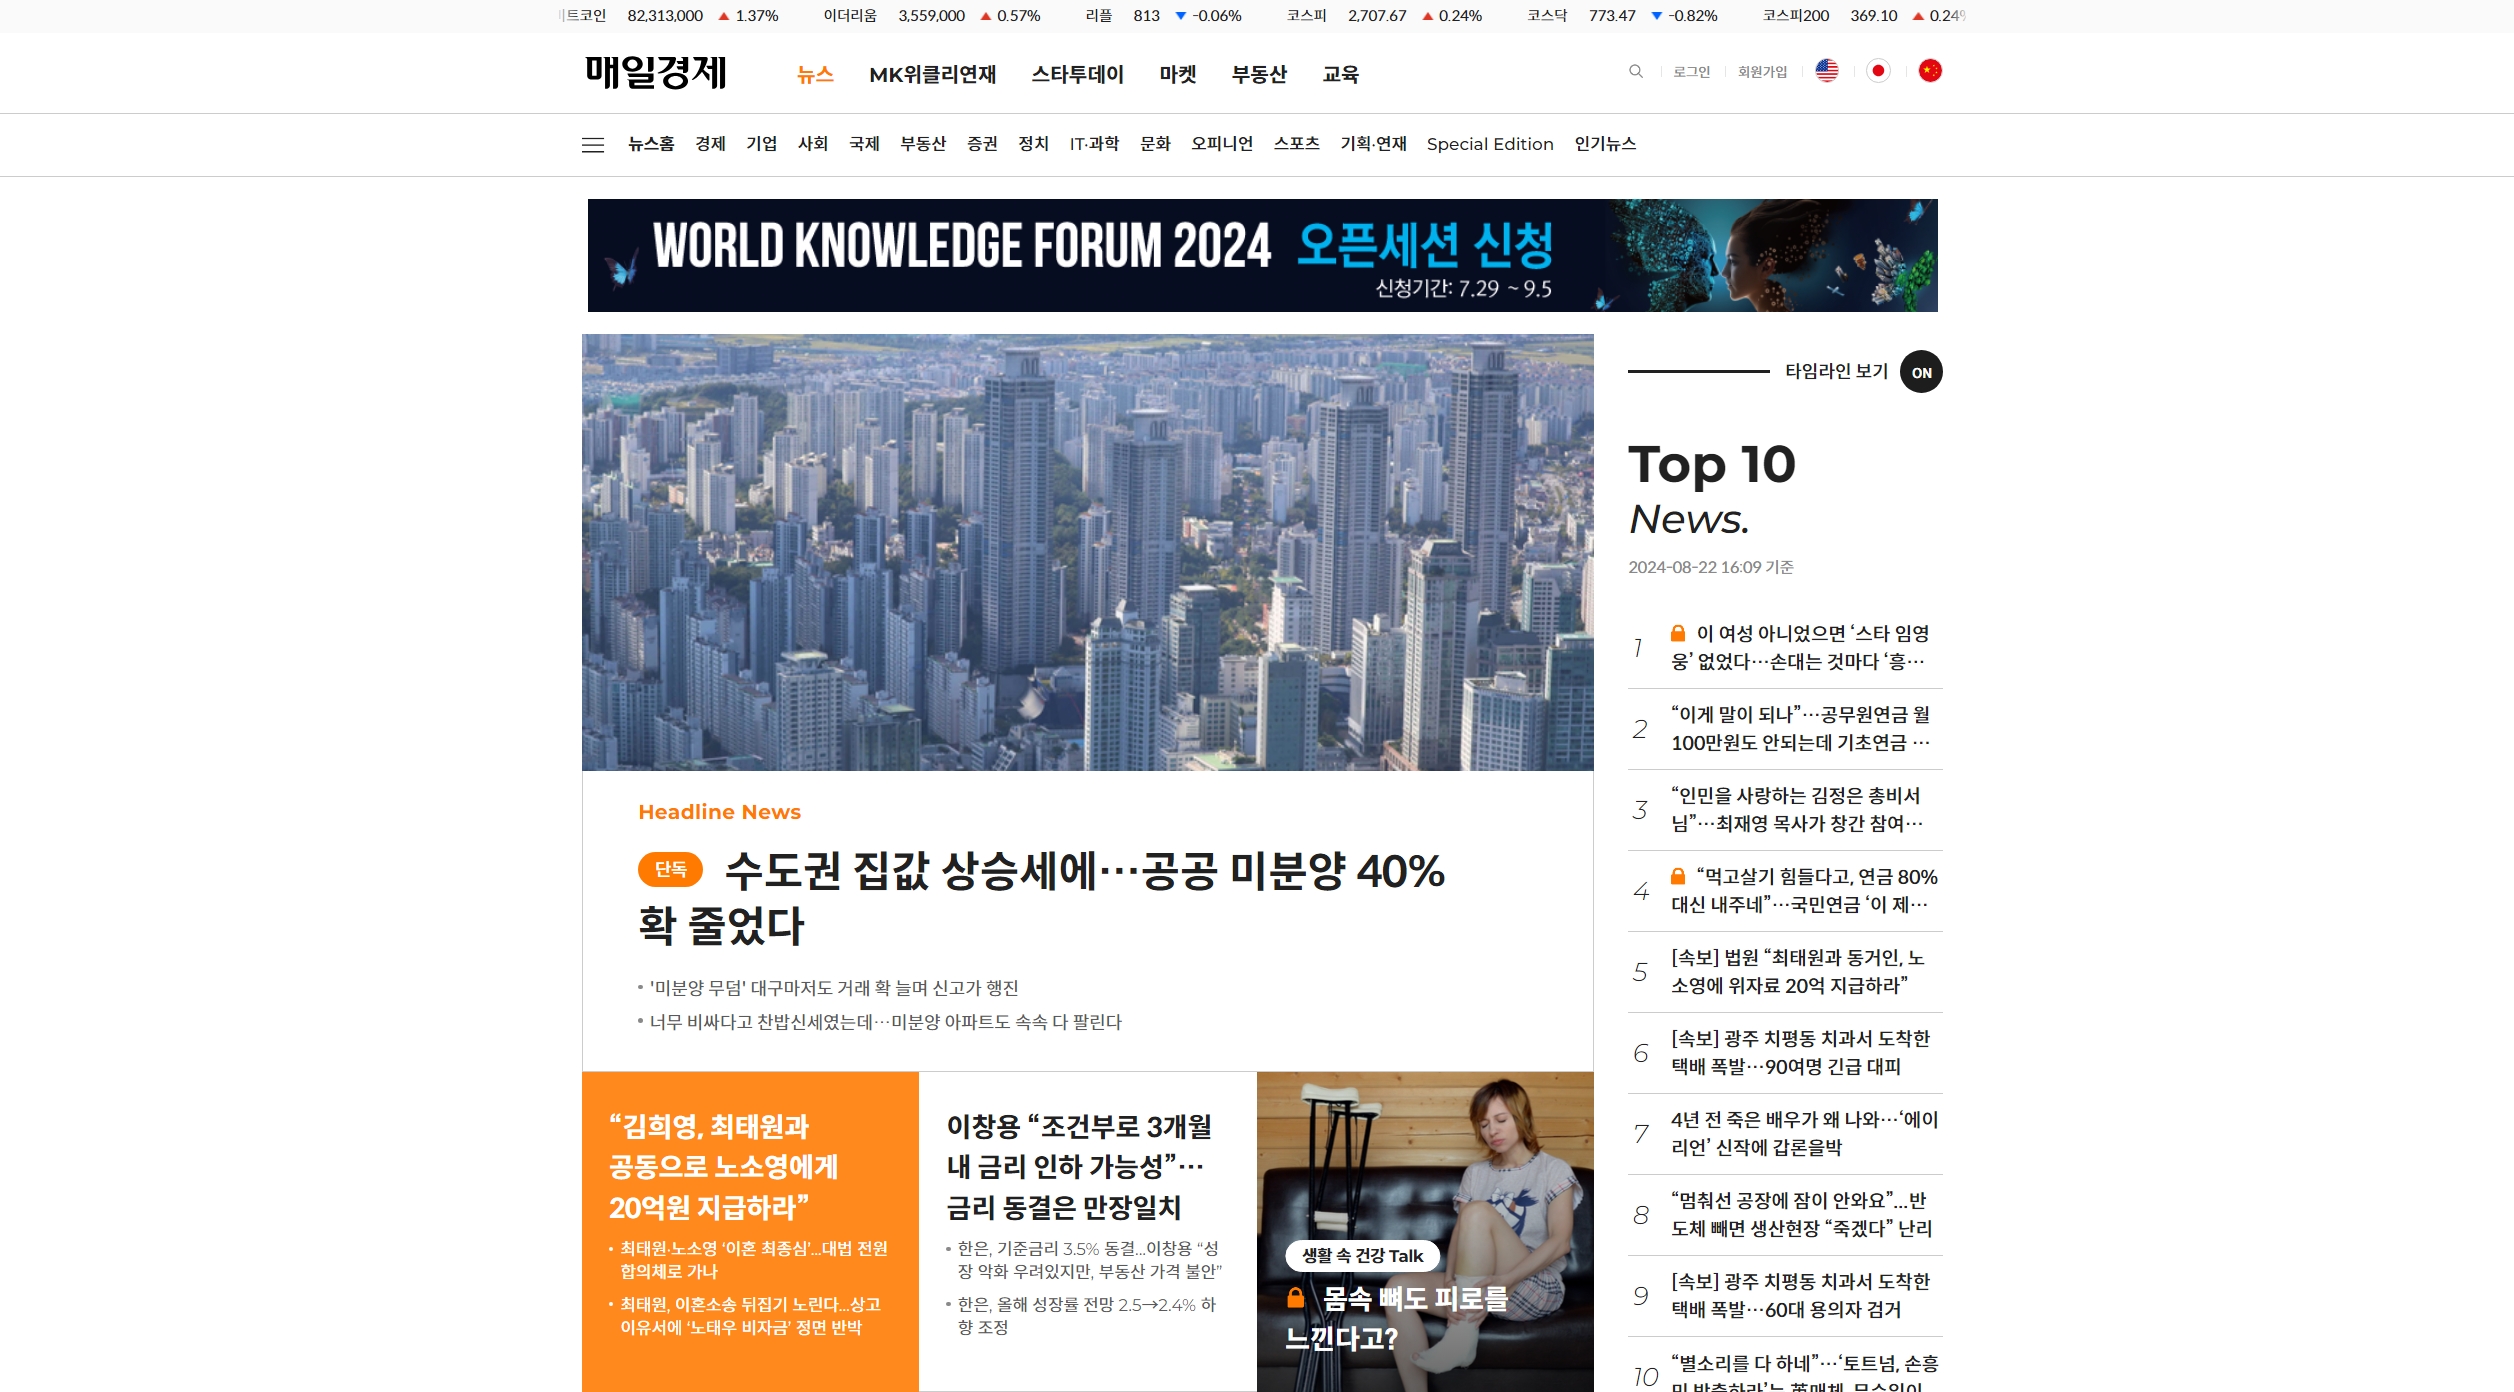 트코인 82,313,000 ▲ 1.37% 이더리움 3,559,000 ▲ 0.57% 리플 813 ▼ -0.06% 코스피 2,707.67 ▲ 0.24% 코스닥 773.47 ▼ -0.82% 코스피200 369.10 ▲ 0.24%
매일경제 뉴스 MK위클리연재 스타투데이 마켓 부동산 교육 로그인 회원가입
뉴스홈 경제 기업 사회 국제 부동산 증권 정치 IT·과학 문화 오피니언 스포츠 기획·연재 Special Edition 인기뉴스
WORLD KNOWLEDGE FORUM 2024 오픈세션 신청
신청기간: 7.29 ~ 9.5
Headline News
단독 수도권 집값 상승세에…공공 미분양 40%
확 줄었다
• '미분양 무덤' 대구마저도 거래 확 늘며 신고가 행진
• 너무 비싸다고 찬밥신세였는데…미분양 아파트도 속속 다 팔린다
“김희영, 최태원과
공동으로 노소영에게
20억원 지급하라”
• 최태원·노소영 ‘이혼 최종심’...대법 전원
합의체로 가나
• 최태원, 이혼소송 뒤집기 노린다...상고
이유서에 ‘노태우 비자금’ 정면 반박
이창용 “조건부로 3개월
내 금리 인하 가능성”…
금리 동결은 만장일치
• 한은, 기준금리 3.5% 동결...이창용 “성
장 악화 우려있지만, 부동산 가격 불안”
• 한은, 올해 성장률 전망 2.5→2.4% 하
향 조정
생활 속 건강 Talk
몸속 뼈도 피로를
느낀다고?
타임라인 보기 ON
Top 10
News.
2024-08-22 16:09 기준
1 이 여성 아니었으면 ‘스타 임영
웅’ 없었다…손대는 것마다 ‘흥…
2 “이게 말이 되나”…공무원연금 월
100만원도 안되는데 기초연금 …
3 “인민을 사랑하는 김정은 총비서
님”…최재영 목사가 창간 참여…
4 “먹고살기 힘들다고, 연금 80%
대신 내주네”…국민연금 ‘이 제…
5 [속보] 법원 “최태원과 동거인, 노
소영에 위자료 20억 지급하라”
6 [속보] 광주 치평동 치과서 도착한
택배 폭발…90여명 긴급 대피
7 4년 전 죽은 배우가 왜 나와…‘에이
리언’ 신작에 갑론을박
8 “멈춰선 공장에 잠이 안와요”...반
도체 빼면 생산현장 “죽겠다” 난리
9 [속보] 광주 치평동 치과서 도착한
택배 폭발…60대 용의자 검거
10 “별소리를 다 하네”…‘토트넘, 손흥